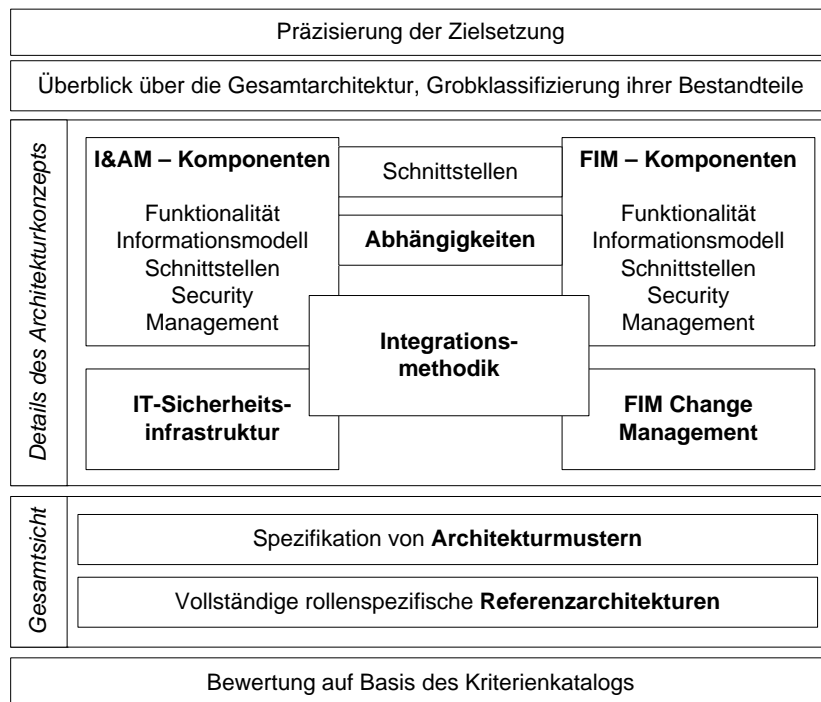 Präzisierung der Zielsetzung
Überblick über die Gesamtarchitektur, Grobklassifizierung ihrer Bestandteile
Details des Architekturkonzepts
I&AM – Komponenten
Funktionalität
Informationsmodell
Schnittstellen
Security
Management
Schnittstellen
Abhängigkeiten
FIM – Komponenten
Funktionalität
Informationsmodell
Schnittstellen
Security
Management
Integrations-
methodik
IT-Sicherheits-
infrastruktur
FIM Change
Management
Gesamtsicht
Spezifikation von Architekturmustern
Vollständige rollenspezifische Referenzarchitekturen
Bewertung auf Basis des Kriterienkatalogs